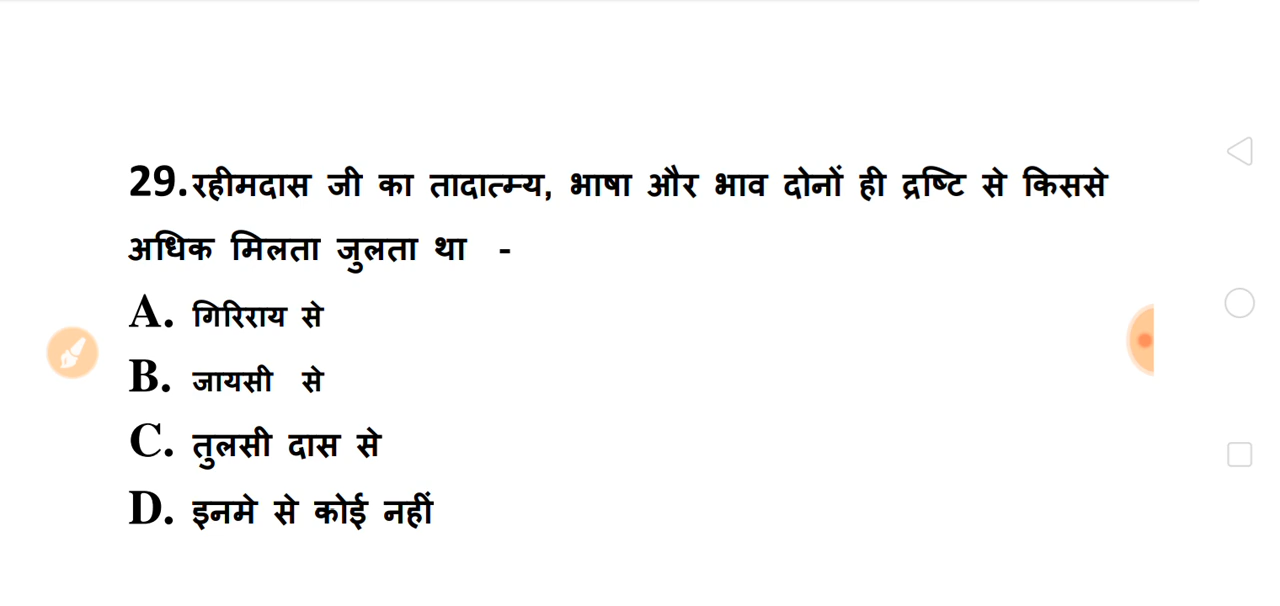 29.रहीमदास जी का तादात्म्य, भाषा और भाव दोनों ही द्रष्टि से किससे
अधिक मिलता जुलता था -
A. गिरिराय से
B. जायसी से
C. तुलसी दास से
D. इनमे से कोई नहीं